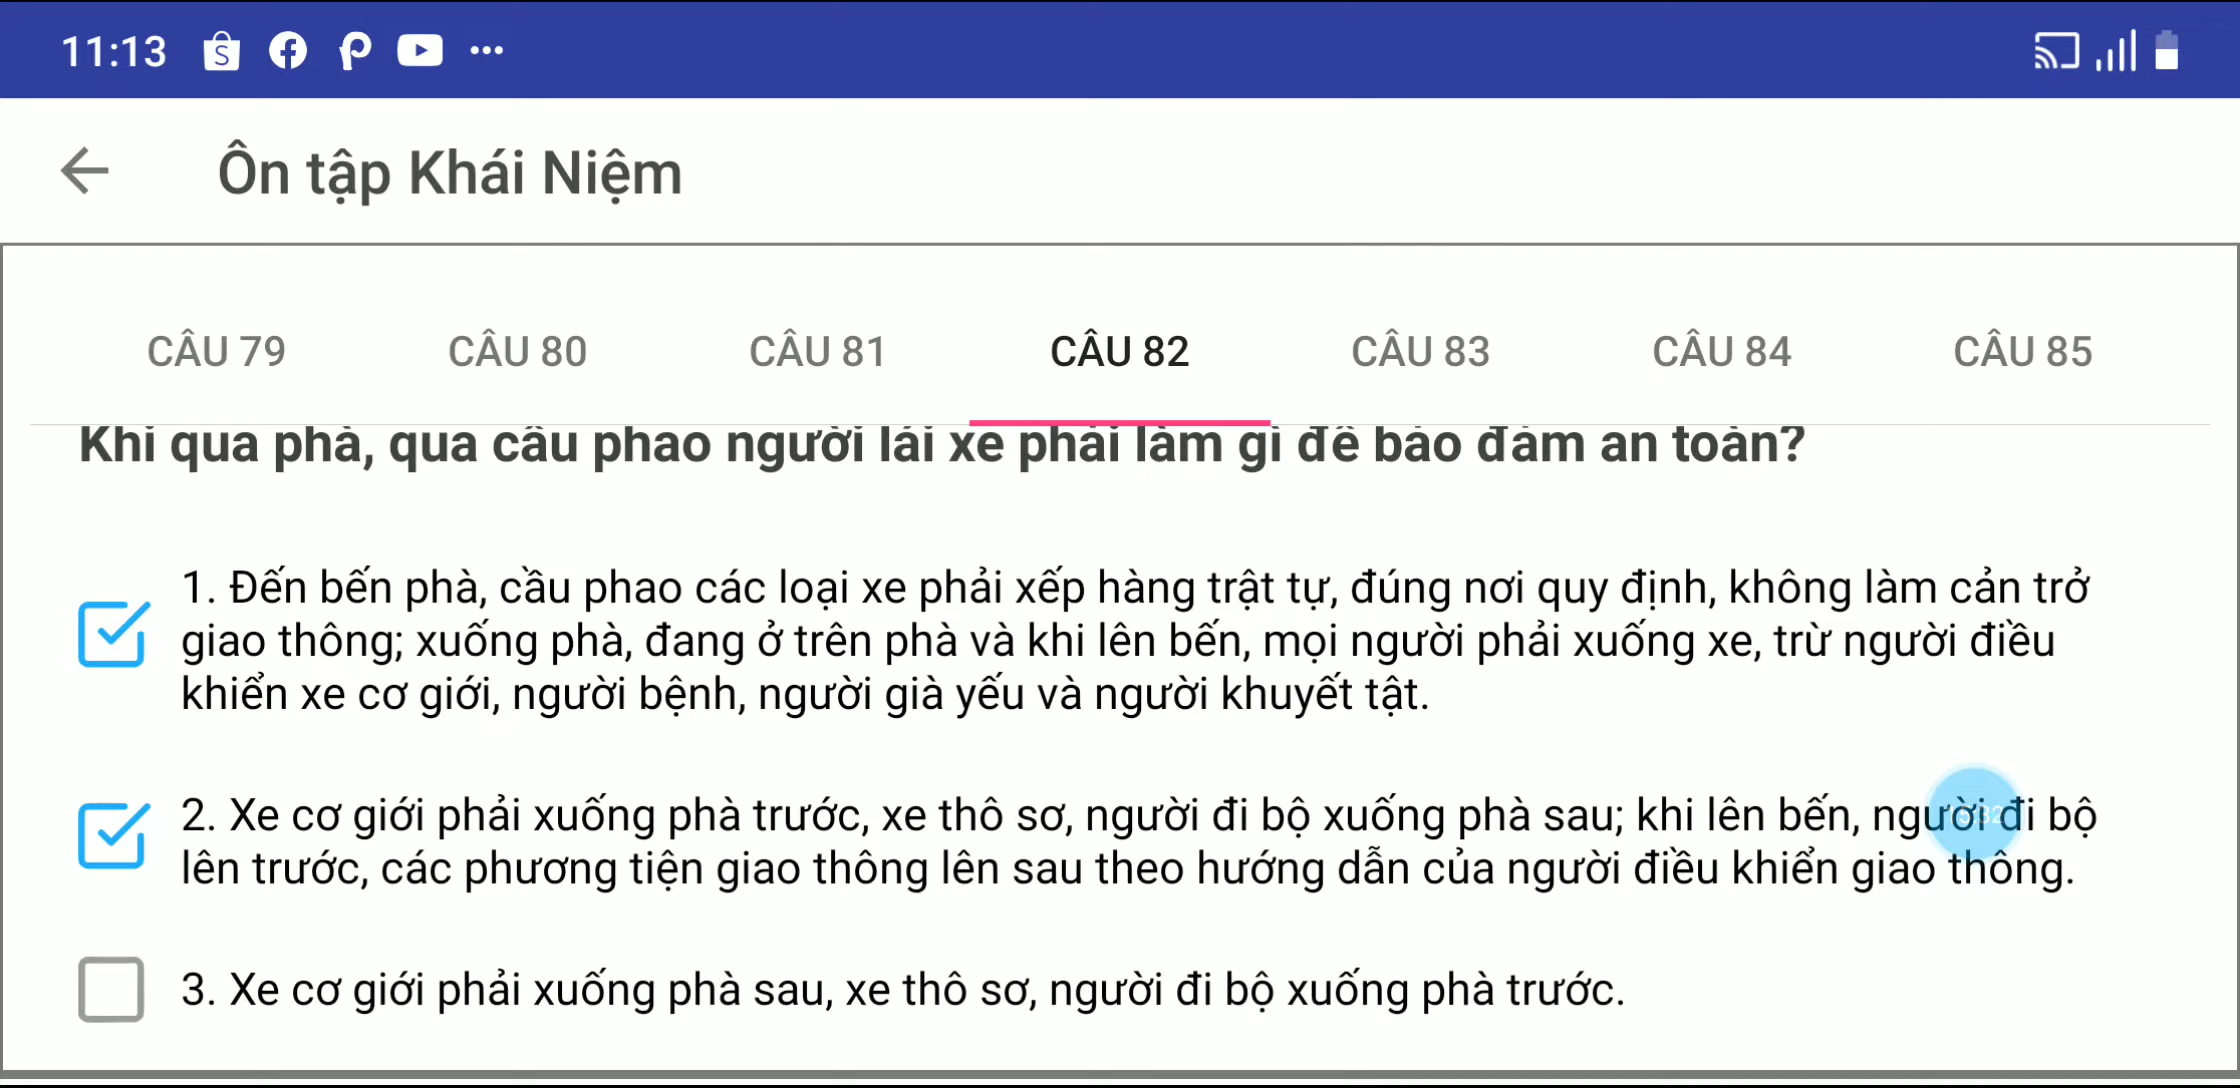 11:13
Ôn tập Khái Niệm
CÂU 79 CÂU 80 CÂU 81 CÂU 82 CÂU 83 CÂU 84 CÂU 85
Khi qua phà, qua cầu phao người lái xe phải làm gì để bảo đảm an toàn?
1. Đến bến phà, cầu phao các loại xe phải xếp hàng trật tự, đúng nơi quy định, không làm cản trở
giao thông; xuống phà, đang ở trên phà và khi lên bến, mọi người phải xuống xe, trừ người điều
khiển xe cơ giới, người bệnh, người già yếu và người khuyết tật.
2. Xe cơ giới phải xuống phà trước, xe thô sơ, người đi bộ xuống phà sau; khi lên bến, người đi bộ
lên trước, các phương tiện giao thông lên sau theo hướng dẫn của người điều khiển giao thông.
3. Xe cơ giới phải xuống phà sau, xe thô sơ, người đi bộ xuống phà trước.